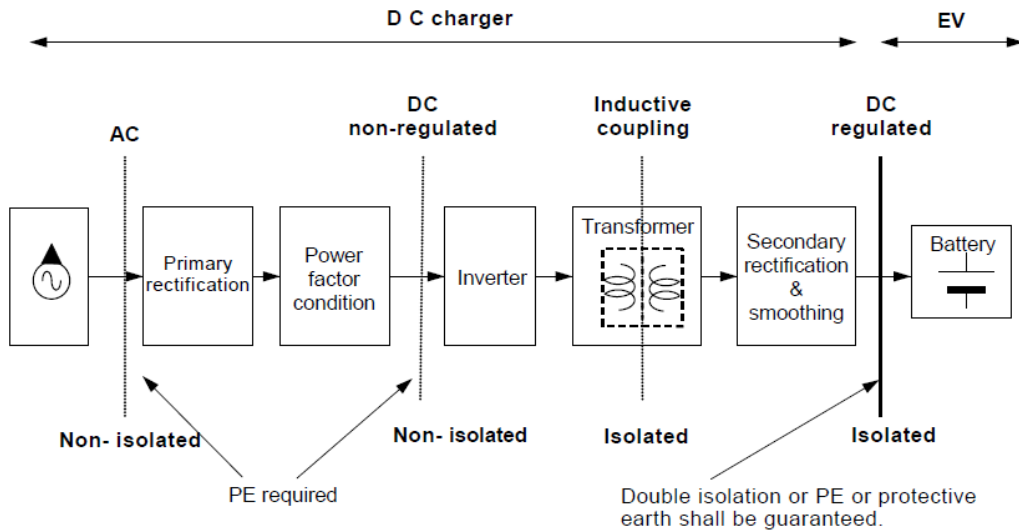 D C charger
EV
AC
DC
non-regulated
Inductive
coupling
DC
regulated
Primary
rectification
Power
factor
condition
Inverter
Transformer
Secondary
rectification
&
smoothing
Battery
Non- isolated
Non- isolated
Isolated
Isolated
PE required
Double isolation or PE or protective
earth shall be guaranteed.